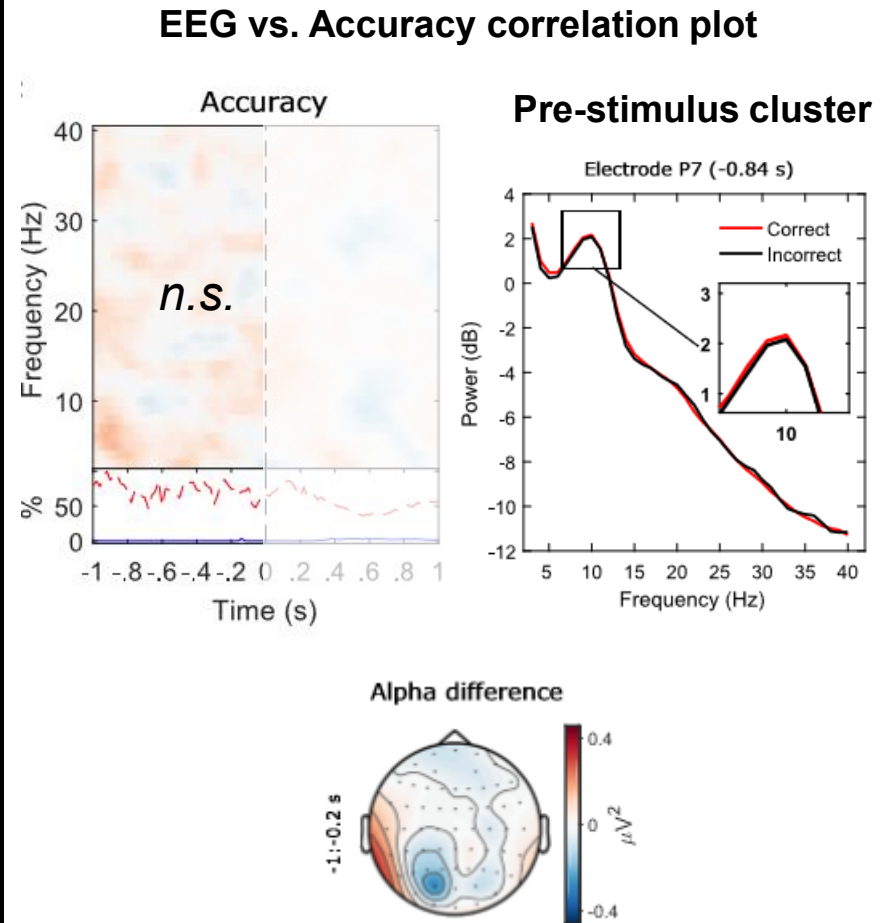 EEG vs. Accuracy correlation plot
Accuracy
Frequency (Hz)
40
30
20
10
n.s.
%
50
0
-1 -.8 -.6 -.4 -.2 0 .2 .4 .6 .8 1
Time (s)
Pre-stimulus cluster
Electrode P7 (-0.84 s)
Power (dB)
4
2
0
-2
-4
-6
-8
-10
-12
Correct
Incorrect
3
2
1
10
5 10 15 20 25 30 35 40
Frequency (Hz)
Alpha difference
-1:-0.2 s
0.4
0
-0.4
μV²